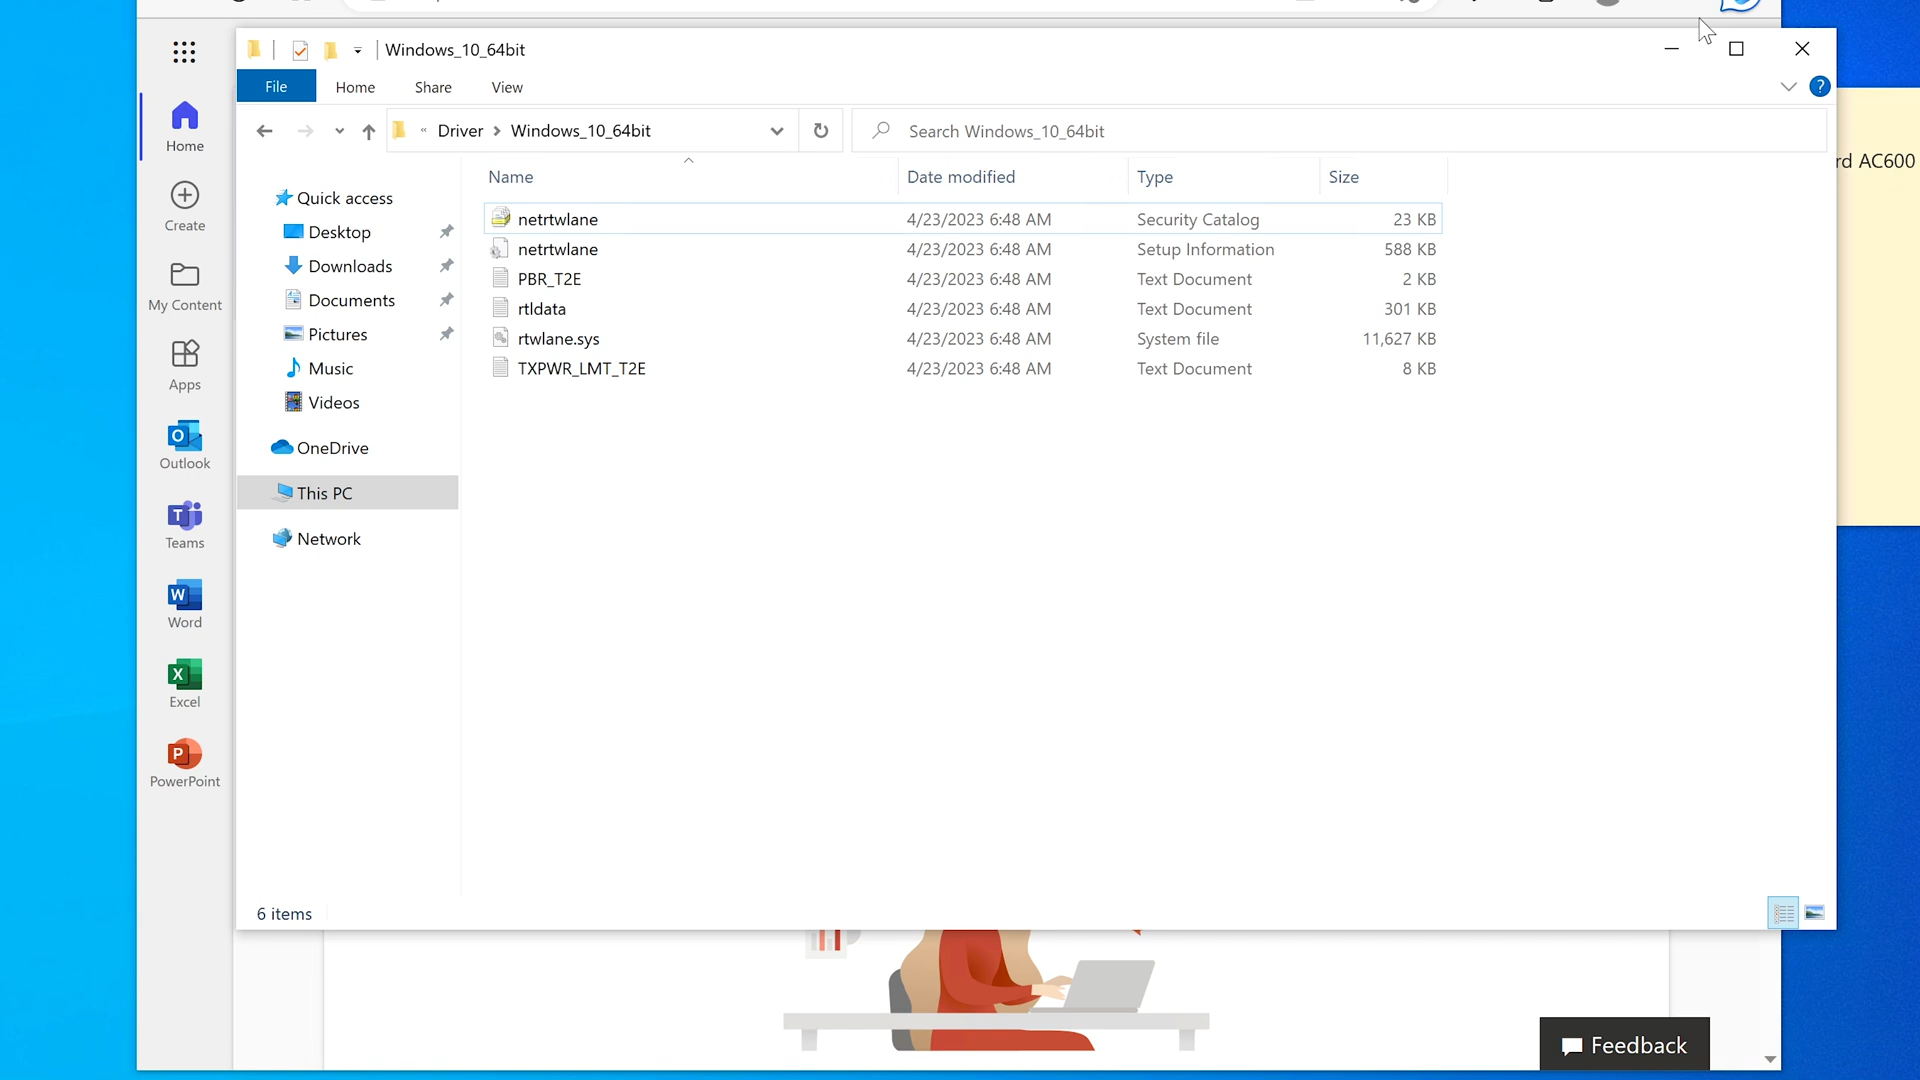 Windows_10_64bit
File
Home
Share
View
?
« Driver > Windows_10_64bit
Search Windows_10_64bit
rd AC600
Home
Create
My Content
Apps
Outlook
Teams
Word
Excel
PowerPoint
Quick access
Desktop
Downloads
Documents
Pictures
Music
Videos
OneDrive
This PC
Network
Name Date modified Type Size
netrtwlane 4/23/2023 6:48 AM Security Catalog 23 KB
netrtwlane 4/23/2023 6:48 AM Setup Information 588 KB
PBR_T2E 4/23/2023 6:48 AM Text Document 2 KB
rtldata 4/23/2023 6:48 AM Text Document 301 KB
rtwlane.sys 4/23/2023 6:48 AM System file 11,627 KB
TXPWR_LMT_T2E 4/23/2023 6:48 AM Text Document 8 KB
6 items
Feedback